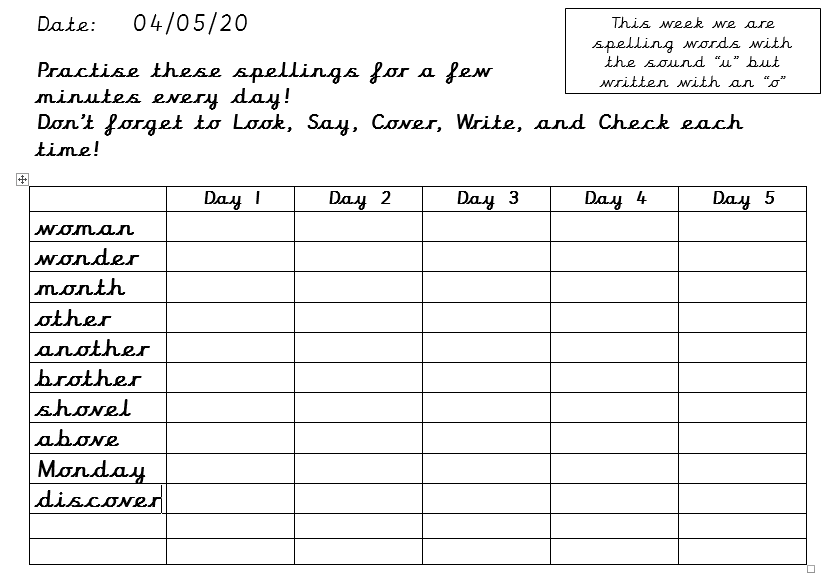 Date: 04/05/20
This week we are
spelling words with
the sound “u” but
written with an “o”
Practise these spellings for a few
minutes every day!
Don’t forget to Look, Say, Cover, Write, and Check each
time!
Day 1 Day 2 Day 3 Day 4 Day 5
woman
wonder
month
other
another
brother
shovel
above
Monday
discover